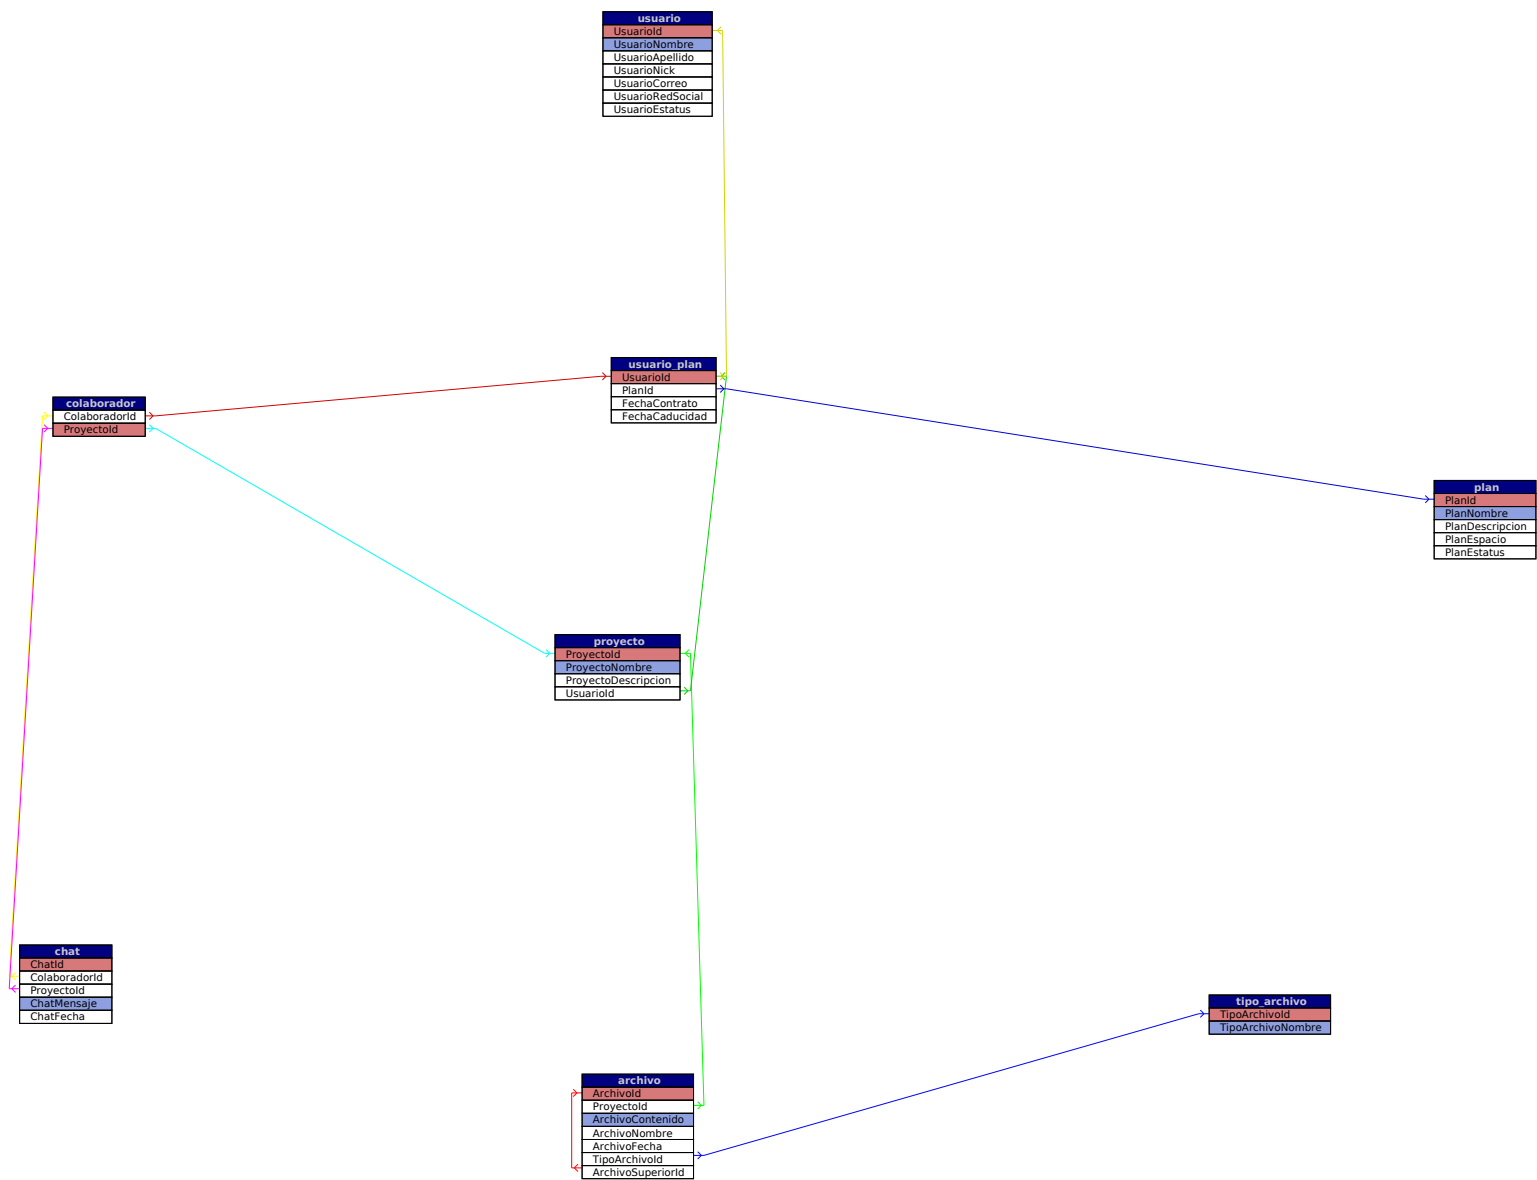 usuario
UsuarioId
UsuarioNombre
UsuarioApellido
UsuarioNick
UsuarioCorreo
UsuarioRedSocial
UsuarioEstatus
usuario_plan
UsuarioId
PlanId
FechaContrato
FechaCaducidad
colaborador
ColaboradorId
ProyectoId
plan
PlanId
PlanNombre
PlanDescripcion
PlanEspacio
PlanEstatus
proyecto
ProyectoId
ProyectoNombre
ProyectoDescripcion
UsuarioId
chat
ChatId
ColaboradorId
ProyectoId
ChatMensaje
ChatFecha
tipo_archivo
TipoArchivoId
TipoArchivoNombre
archivo
ArchivoId
ProyectoId
ArchivoContenido
ArchivoNombre
ArchivoFecha
TipoArchivoId
ArchivoSuperiorId